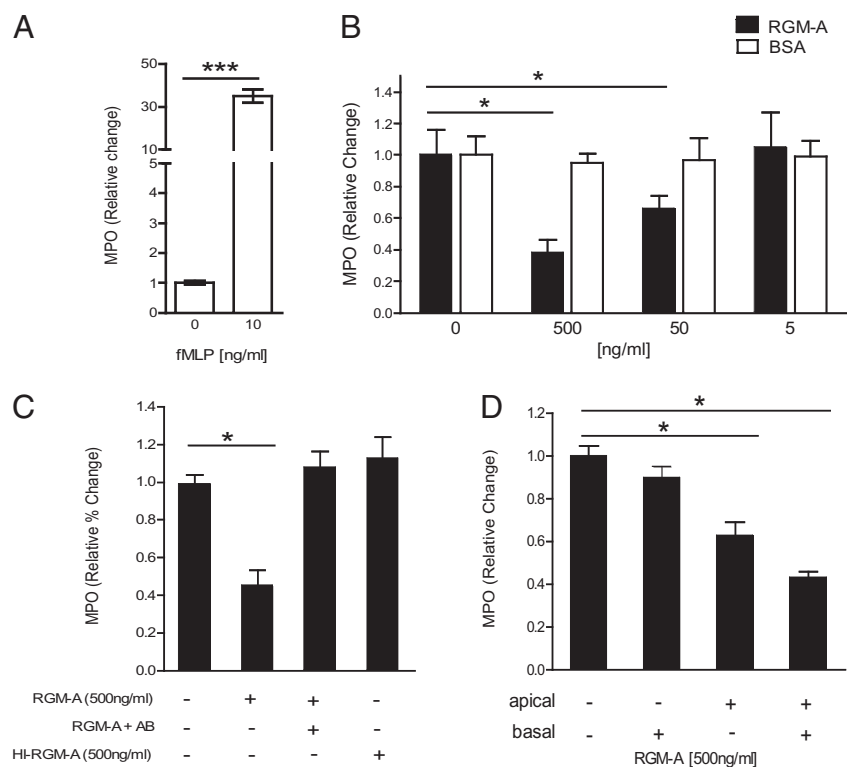 A
MPO (Relative change)
50
30
10
5
4
3
2
1
0
***
0 10
fMLP [ng/ml]
B
RGM-A
BSA
MPO (Relative Change)
1.4
1.2
1.0
0.8
0.6
0.4
0.2
0.0
*
*
0 500 50 5
[ng/ml]
C
MPO (Relative % Change)
1.4
1.2
1.0
0.8
0.6
0.4
0.2
0.0
*
RGM-A (500ng/ml) - + + -
RGM-A + AB - - + -
HI-RGM-A (500ng/ml) - - - +
D
MPO (Relative Change)
1.2
1.0
0.8
0.6
0.4
0.2
0.0
*
*
apical - - + +
basal - + - +
RGM-A [500ng/ml]